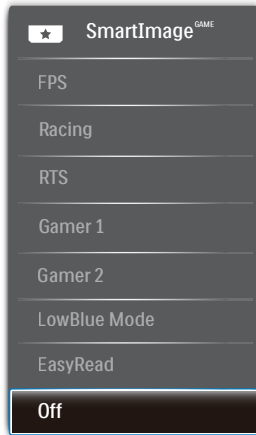 SmartImage GAME
FPS
Racing
RTS
Gamer 1
Gamer 2
LowBlue Mode
EasyRead
Off